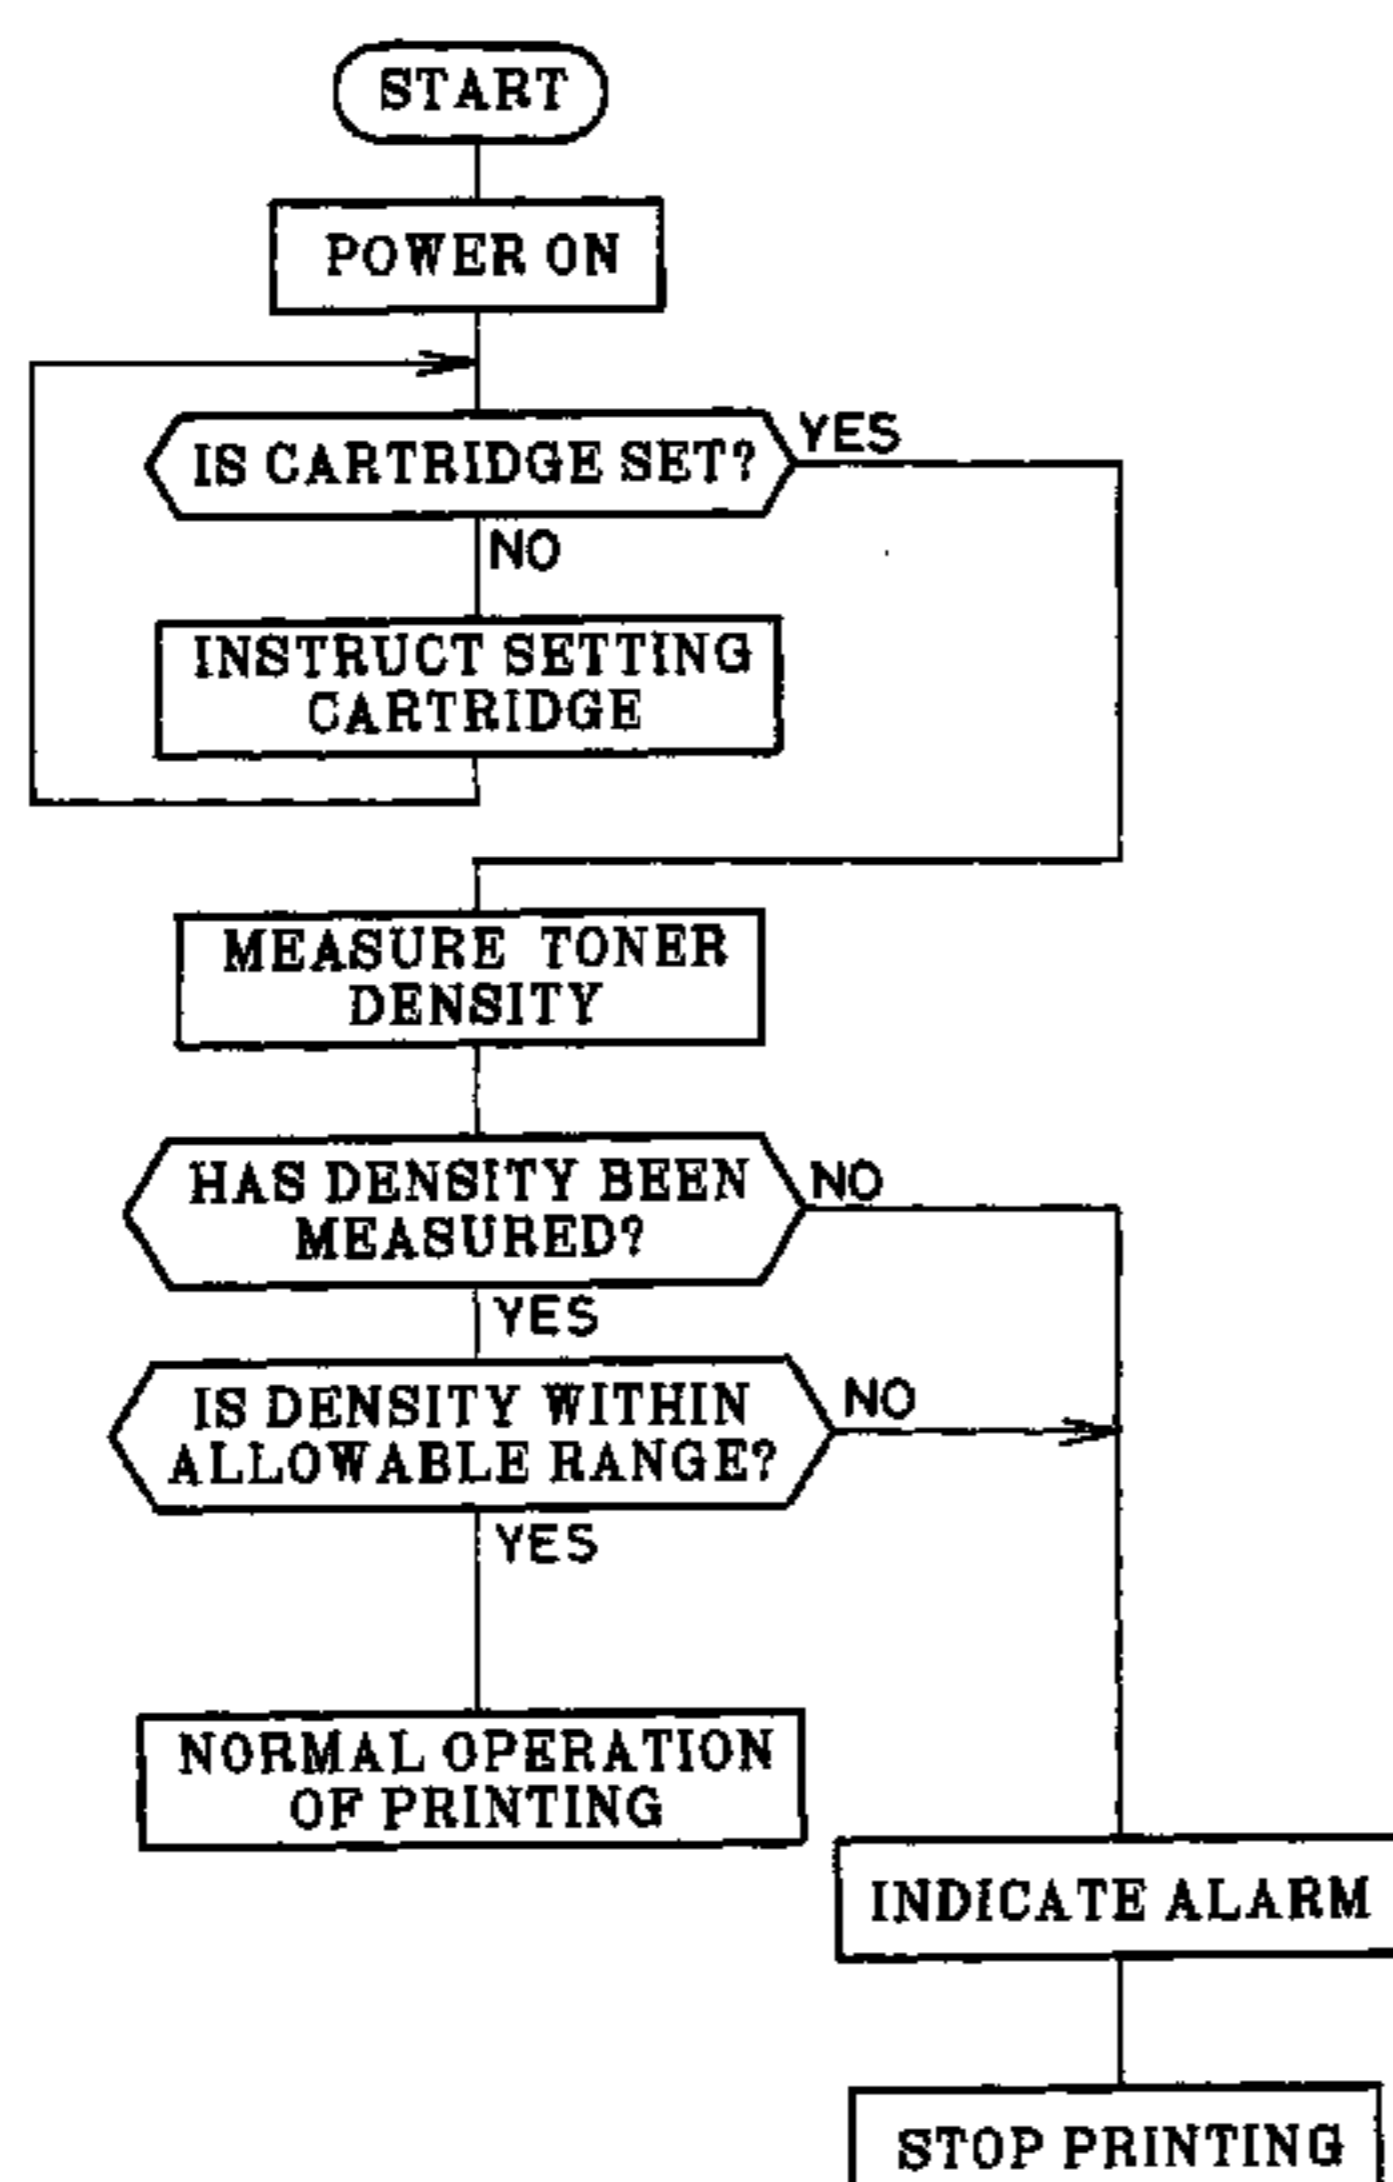 START
POWER ON
IS CARTRIDGE SET?
YES
NO
INSTRUCT SETTING
CARTRIDGE
MEASURE TONER
DENSITY
HAS DENSITY BEEN
MEASURED?
NO
YES
IS DENSITY WITHIN
ALLOWABLE RANGE?
NO
YES
NORMAL OPERATION
OF PRINTING
INDICATE ALARM
STOP PRINTING